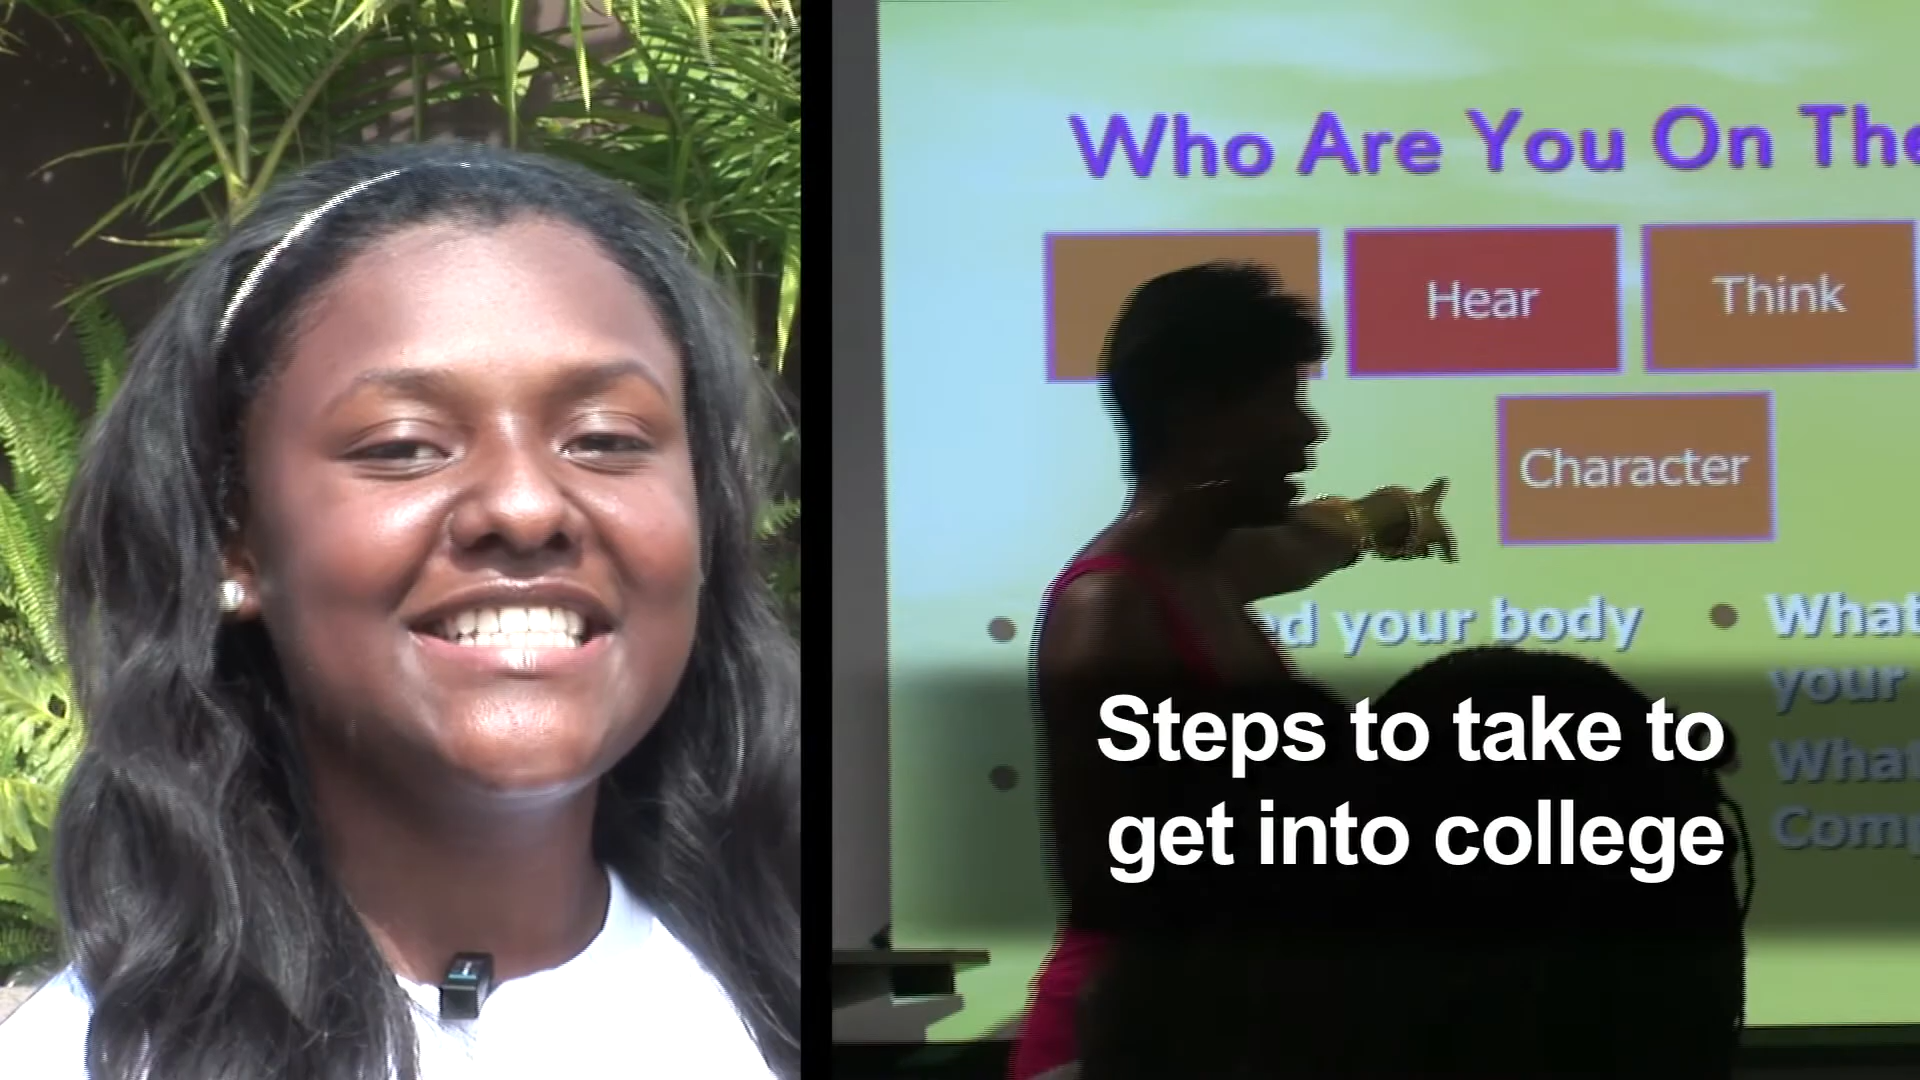 Who Are You On The
Hear
Think
Character
your body
What
your
What
Steps to take to
get into college